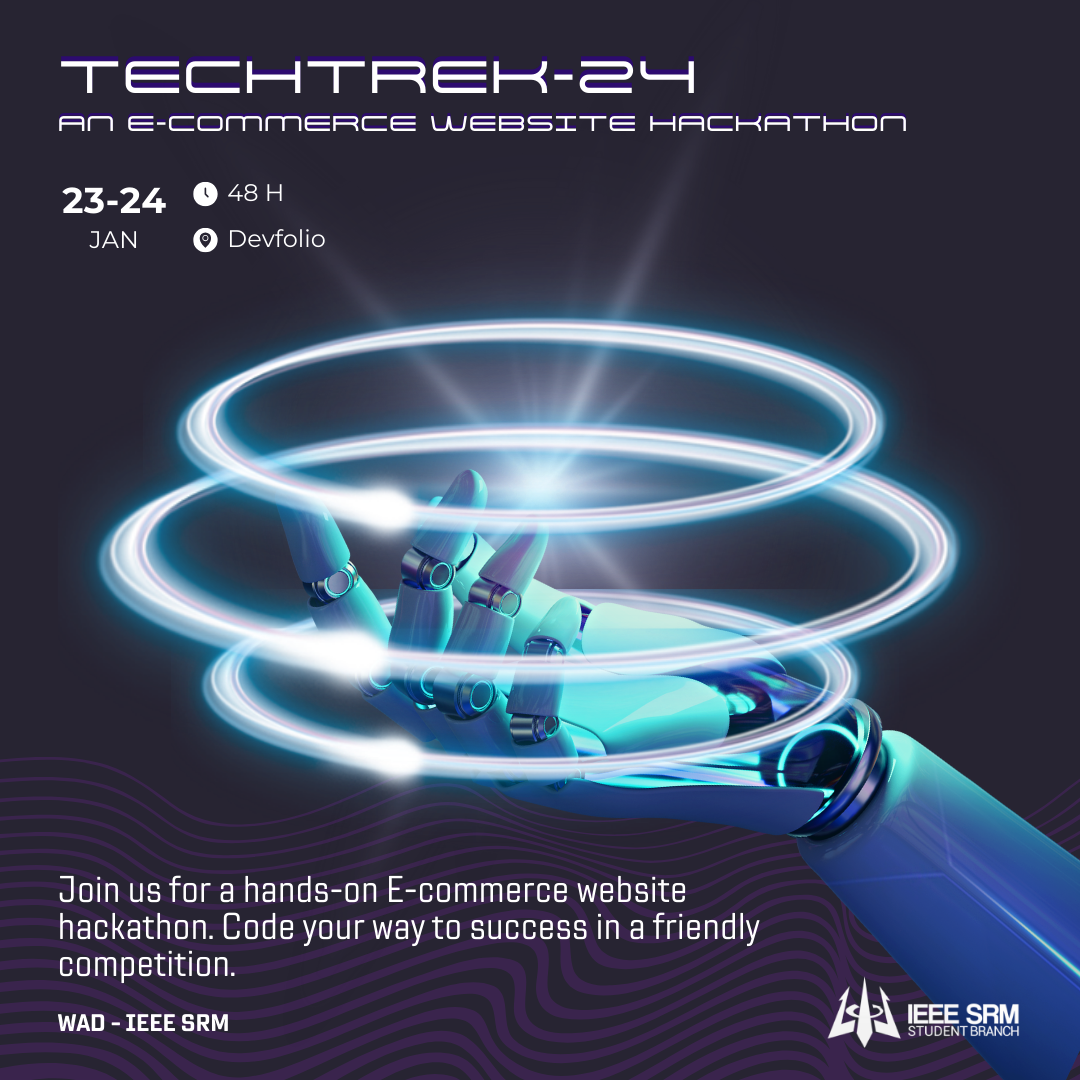 TECHTREK-24
AN E-COMMERCE WEBSITE HACKATHON
23-24
JAN
48 H
Devfolio
Join us for a hands-on E-commerce website
hackathon. Code your way to success in a friendly
competition.
WAD - IEEE SRM
IEEE SRM
STUDENT BRANCH